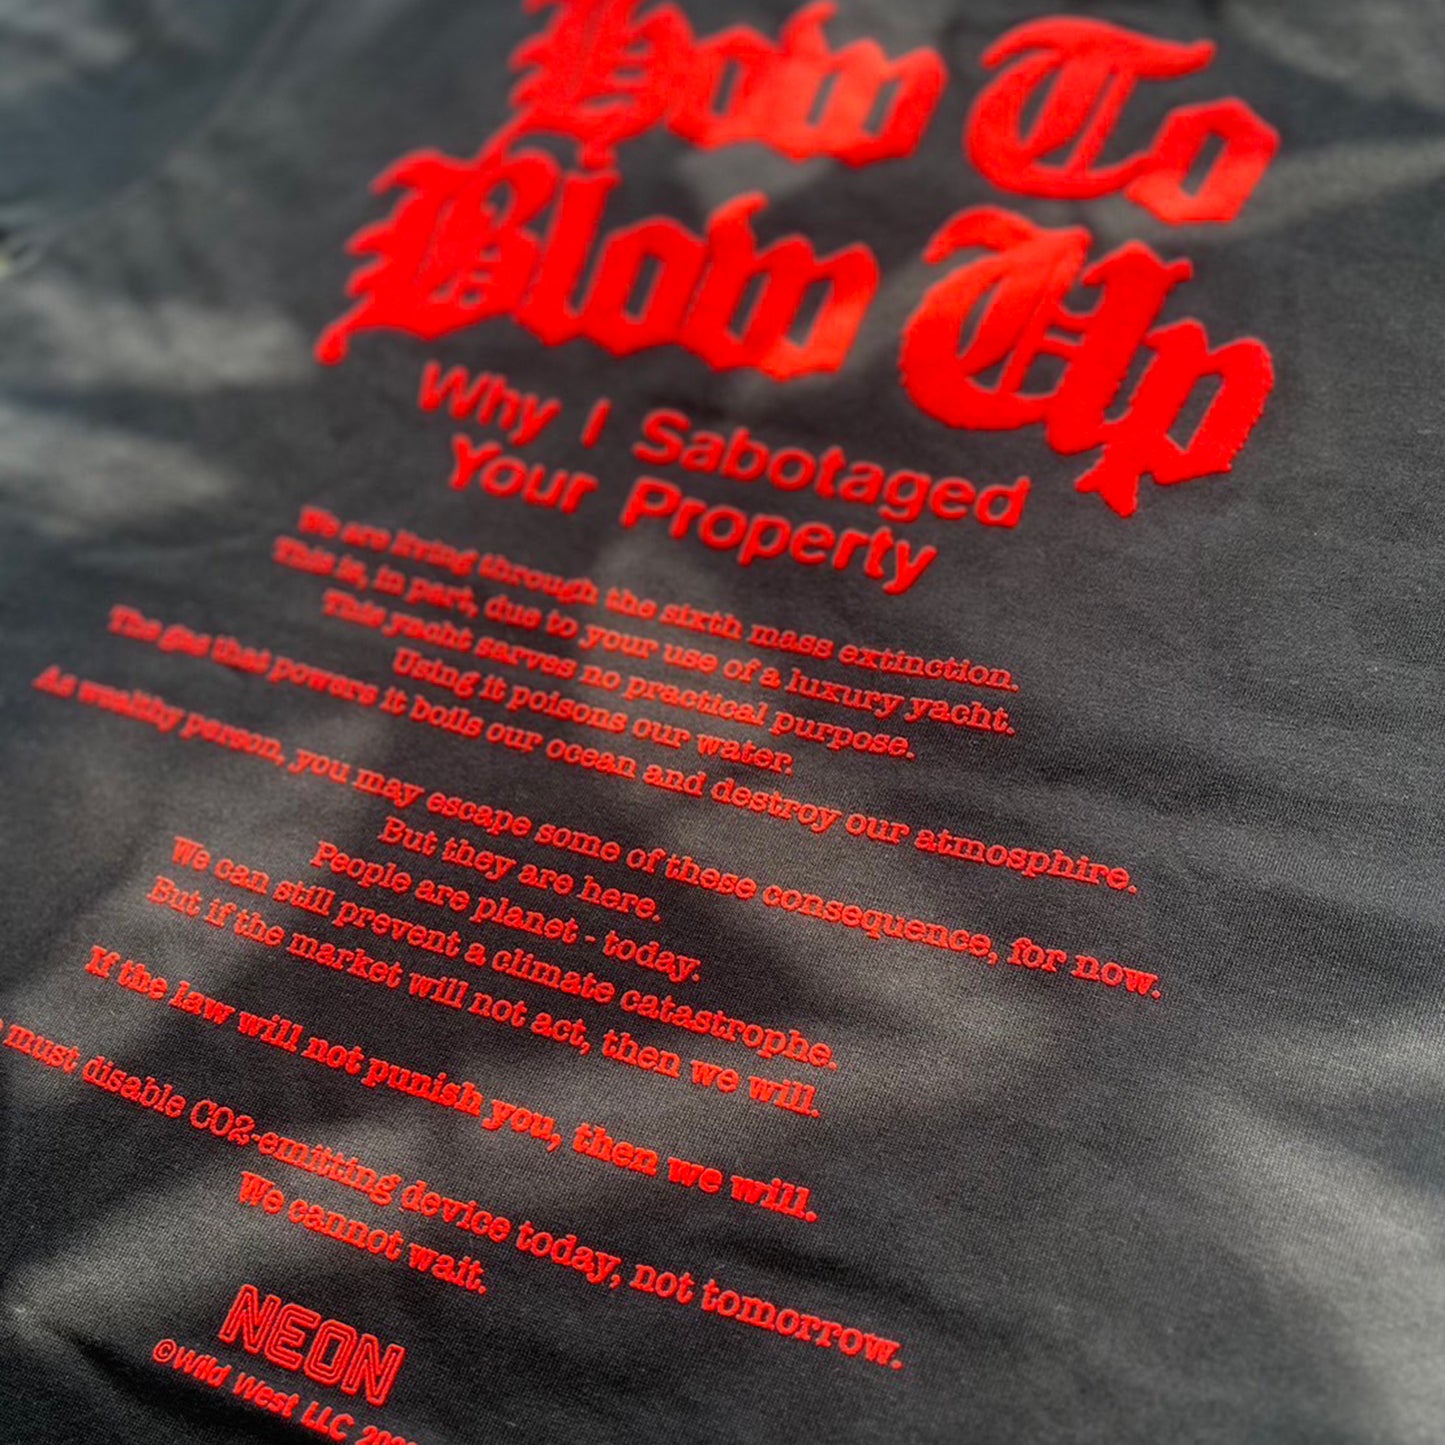 How To
Blow Up
Why I Sabotaged
Your Property
We are living through the sixth mass extinction.
This is, in part, due to your use of a luxury yacht.
This yacht serves no practical purpose.
Using it poisons our water.
The gas that powers it boils our ocean and destroy our atmosphire.
As wealthy person, you may escape some of these consequence, for now.
But they are here.
People are planet - today.
We can still prevent a climate catastrophe.
But if the market will not act, then we will.
If the law will not punish you, then we will.
must disable CO2-emitting device today, not tomorrow.
We cannot wait.
NEON
©Wild West LLC